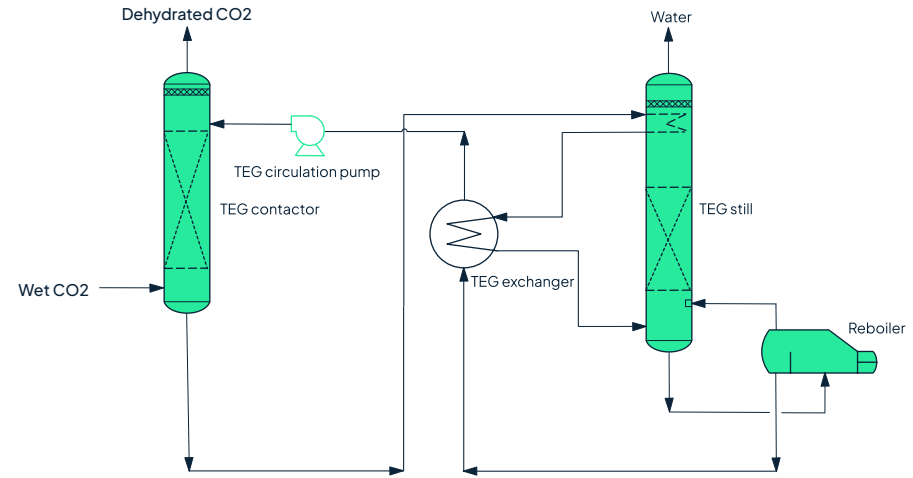 Dehydrated CO2
Water
TEG circulation pump
TEG contactor
TEG still
TEG exchanger
Wet CO2
Reboiler